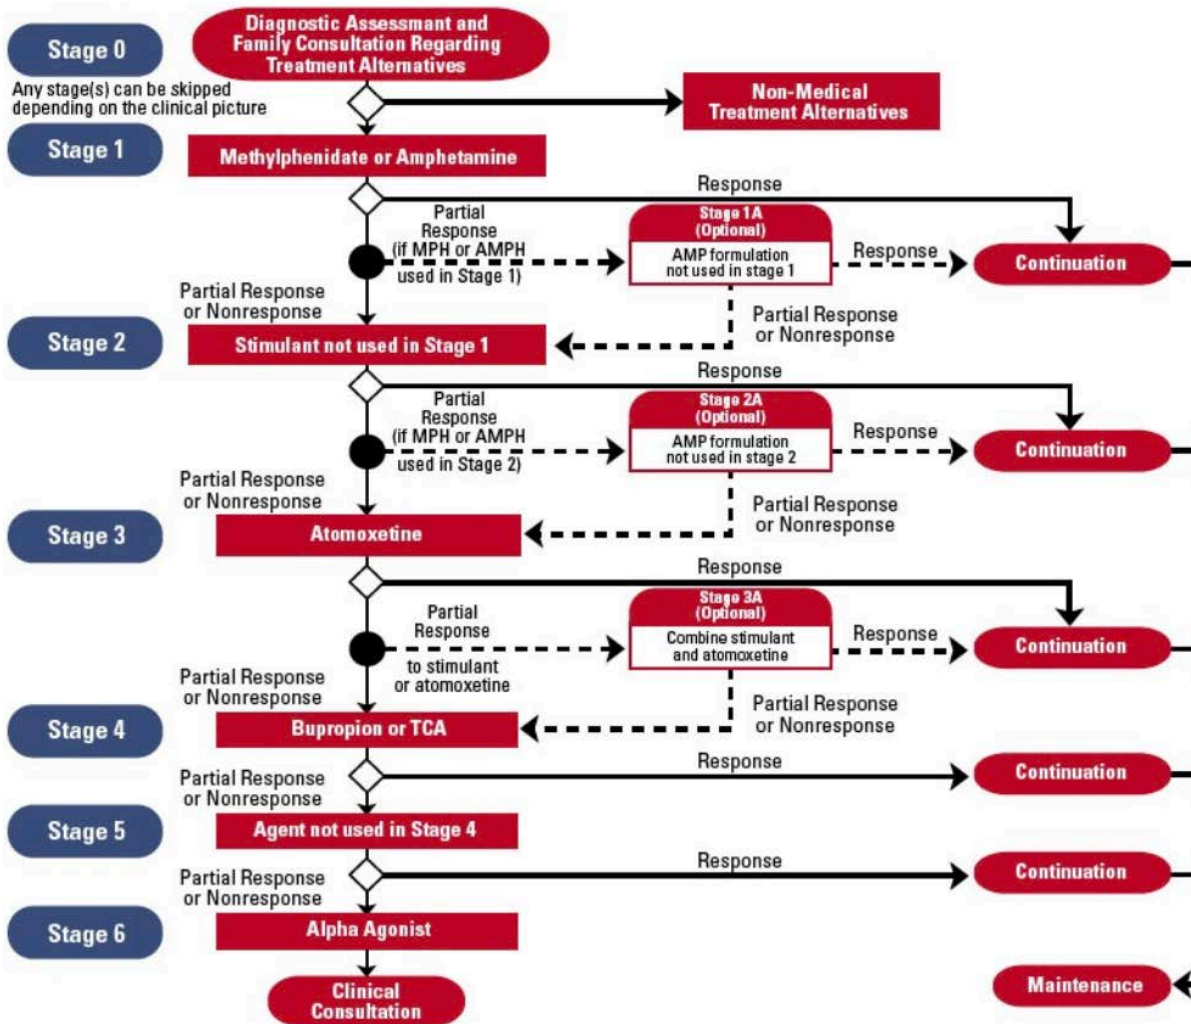 Stage 0
Diagnostic Assessmant and
Family Consultation Regarding
Treatment Alternatives
Any stage(s) can be skipped
depending on the clinical picture
Non-Medical
Treatment Alternatives
Stage 1
Methylphenidate or Amphetamine
Response
Partial
Response
(if MPH or AMPH
used in Stage 1)
Stage 1A
(Optional)
AMP formulation
not used in stage 1
Response
Continuation
Partial Response
or Nonresponse
Partial Response
or Nonresponse
Stage 2
Stimulant not used in Stage 1
Response
Partial
Response
(if MPH or AMPH
used in Stage 2)
Stage 2A
(Optional)
AMP formulation
not used in stage 2
Response
Continuation
Partial Response
or Nonresponse
Partial Response
or Nonresponse
Stage 3
Atomoxetine
Response
Partial
Response
to stimulant
or atomoxetine
Stage 3A
(Optional)
Combine stimulant
and atomoxetine
Response
Continuation
Partial Response
or Nonresponse
Partial Response
or Nonresponse
Stage 4
Bupropion or TCA
Response
Continuation
Partial Response
or Nonresponse
Stage 5
Agent not used in Stage 4
Response
Continuation
Partial Response
or Nonresponse
Stage 6
Alpha Agonist
Clinical
Consultation
Maintenance